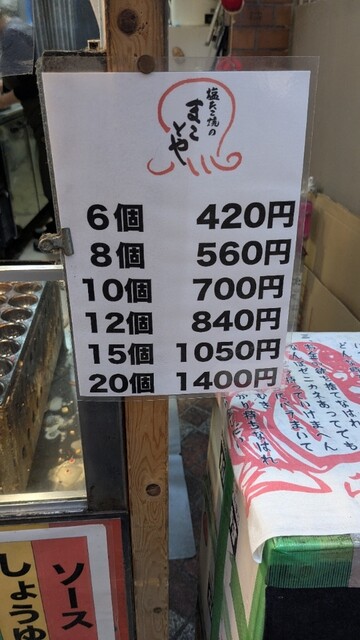 塩たこ焼の
まことや
6個 420円
8個 560円
10個 700円
12個 840円
15個 1050円
20個 1400円
ソース
しょうゆ